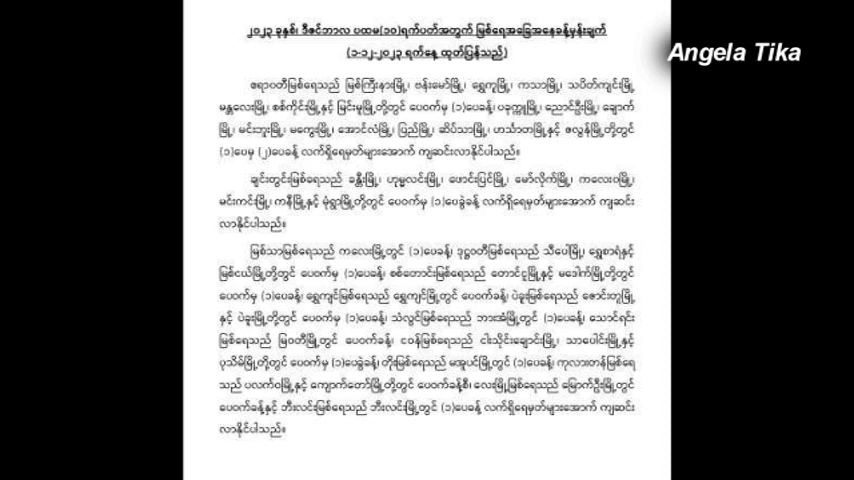 ၂၀၂၃ ခုနှစ်၊ ဒီဇင်ဘာလ ပထမ(၁၀)ရက်ပတ်အတွက် မြစ်ရေအခြေအနေခန့်မှန်းချက်
(၁-၁၂-၂၀၂၃ ရက်နေ့ ထုတ်ပြန်သည်)
Angela Tika
ဧရာဝတီမြစ်ရေသည် မြစ်ကြီးနားမြို့၊ ဗန်းမော်မြို့၊ ရွှေကူမြို့၊ ကသာမြို့၊ သပိတ်ကျင်းမြို့
မန္တလေးမြို့၊ စစ်ကိုင်းမြို့နှင့် မြင်းမူမြို့တို့တွင် ပေဝက်မှ (၁)ပေခန့်၊ ပခုက္ကူမြို့၊ ညောင်ဦးမြို့၊ ချောက်
မြို့၊ မင်းဘူးမြို့၊ မကွေးမြို့၊ အောင်လံမြို့၊ ပြည်မြို့၊ ဆိပ်သာမြို့၊ ဟင်္သာတမြို့နှင့် ဇလွန်မြို့တို့တွင်
(၁)ပေမှ (၂)ပေခန့် လက်ရှိရေမှတ်များအောက် ကျဆင်းလာနိုင်ပါသည်။
ချင်းတွင်းမြစ်ရေသည် ခန္တီးမြို့၊ ဟုမ္မလင်းမြို့၊ ဖောင်းပြင်မြို့၊ မော်လိုက်မြို့၊ ကလေးဝမြို့၊
မင်းကင်းမြို့၊ ကနီမြို့နှင့် မုံရွာမြို့တို့တွင် ပေဝက်မှ (၁)ပေခွဲခန့် လက်ရှိရေမှတ်များအောက် ကျဆင်း
လာနိုင်ပါသည်။
မြစ်သာမြစ်ရေသည် ကလေးမြို့တွင် (၁)ပေခန့်၊ ဒုဋ္ဌဝတီမြစ်ရေသည် သီပေါမြို့၊ ရွှေစာရံနှင့်
မြစ်ငယ်မြို့တို့တွင် ပေဝက်မှ (၁)ပေခန့်၊ စစ်တောင်းမြစ်ရေသည် တောင်ငူမြို့နှင့် မဒေါက်မြို့တို့တွင်
ပေဝက်မှ (၁)ပေခန့်၊ ရွှေကျင်မြစ်ရေသည် ရွှေကျင်မြို့တွင် ပေဝက်ခန့်၊ ပဲခူးမြစ်ရေသည် ဇောင်းတူမြို့
နှင့် ပဲခူးမြို့တို့တွင် ပေဝက်မှ (၁)ပေခန့်၊ သံလွင်မြစ်ရေသည် ဘားအံမြို့တွင် (၁)ပေခန့်၊ သောင်ရင်း
မြစ်ရေသည် မြဝတီမြို့တွင် ပေဝက်ခန့်၊ ငဝန်မြစ်ရေသည် ငါးသိုင်းချောင်းမြို့၊ သာပေါင်းမြို့နှင့်
ပုသိမ်မြို့တို့တွင် ပေဝက်မှ (၁)ပေခွဲခန့်၊ တိုးမြစ်ရေသည် မအူပင်မြို့တွင် (၁)ပေခန့်၊ ကုလားတန်မြစ်ရေ
သည် ပလက်ဝမြို့နှင့် ကျောက်တော်မြို့တို့တွင် ပေဝက်ခန့်စီ၊ လေးမြို့မြစ်ရေသည် မြောက်ဦးမြို့တွင်
ပေဝက်ခန့်နှင့် ဘီးလင်းမြစ်ရေသည် ဘီးလင်းမြို့တွင် (၁)ပေခန့် လက်ရှိရေမှတ်များအောက် ကျဆင်း
လာနိုင်ပါသည်။